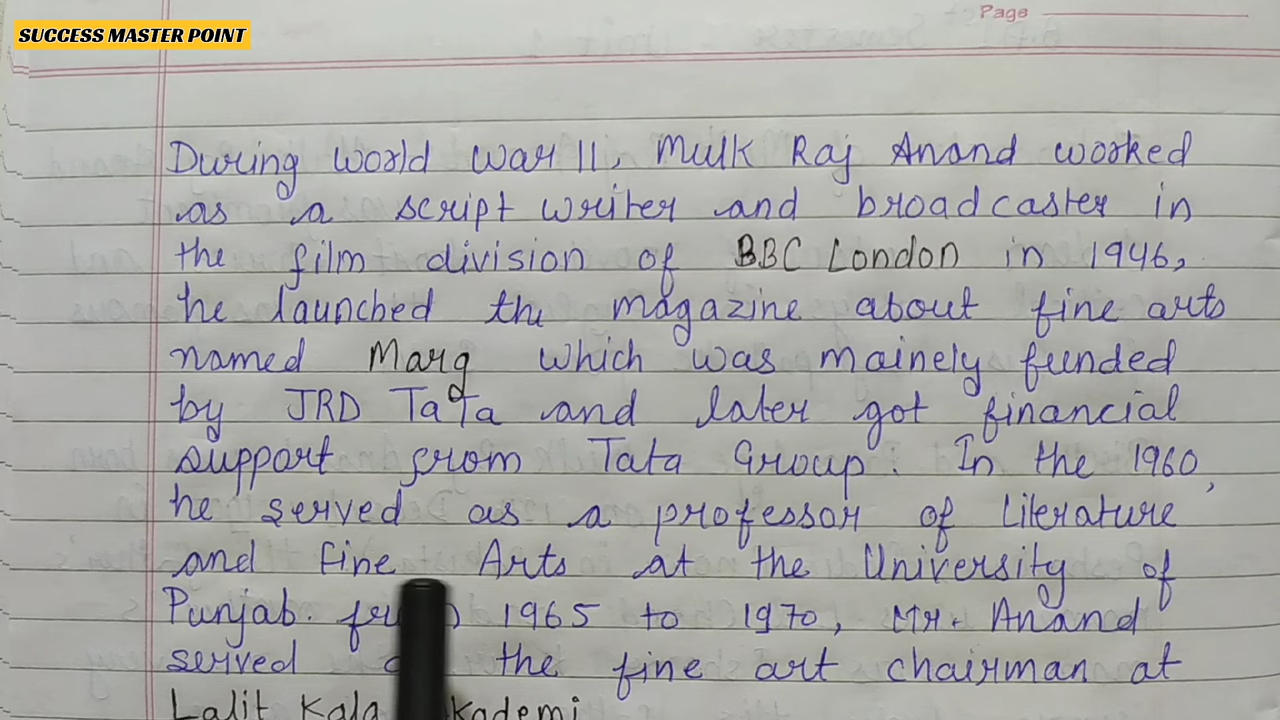 SUCCESS MASTER POINT
Page
During World War II, Mulk Raj Anand worked
as a script writer and broadcaster in
the film division of BBC London in 1946,
he launched the magazine about fine arts
named Marg which was mainely funded
by JRD TaTa and later got financial
support from Tata Group. In the 1960,
he served as a professor of Literature
and Fine Arts at the University of
Punjab. 1965 to 1970, Mr. Anand
served the fine art chairman at
Lalit Kala